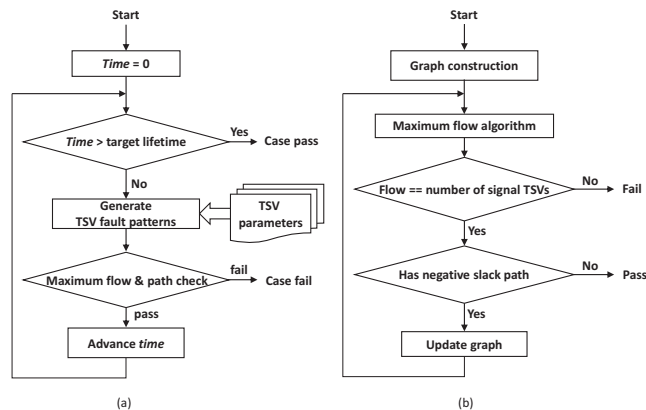 Start
Time = 0
Time > target lifetime
Yes
Case pass
No
Generate
TSV fault patterns
TSV
parameters
Maximum flow & path check
fail
Case fail
pass
Advance time
(a)
Start
Graph construction
Maximum flow algorithm
Flow == number of signal TSVs
No
Fail
Yes
Has negative slack path
No
Pass
Yes
Update graph
(b)